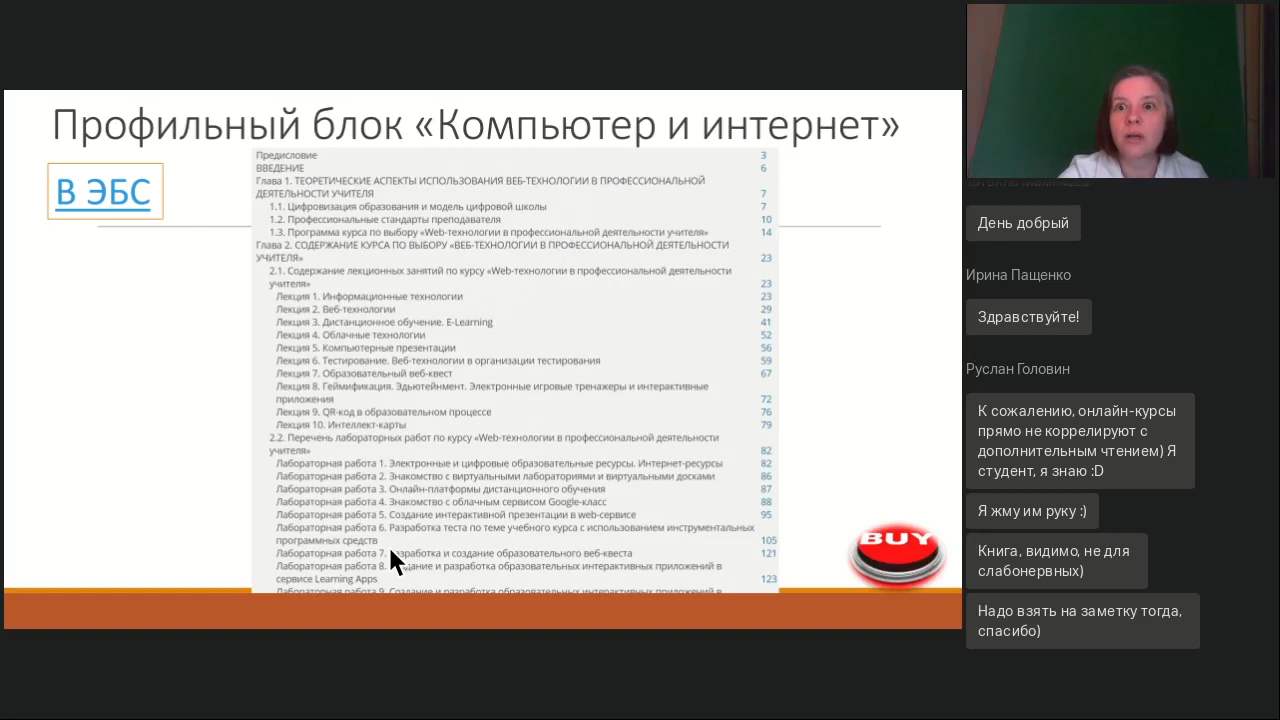 Профильный блок «Компьютер и интернет»
В ЭБС
Предисловие 3
ВВЕДЕНИЕ 6
Глава 1. ТЕОРЕТИЧЕСКИЕ АСПЕКТЫ ИСПОЛЬЗОВАНИЯ ВЕБ-ТЕХНОЛОГИИ В ПРОФЕССИОНАЛЬНОЙ
ДЕЯТЕЛЬНОСТИ УЧИТЕЛЯ 7
1.1. Цифровизация образования и модель цифровой школы 7
1.2. Профессиональные стандарты преподавателя 10
1.3. Программа курса по выбору «Web-технологии в профессиональной деятельности учителя» 14
Глава 2. СОДЕРЖАНИЕ КУРСА ПО ВЫБОРУ «ВЕБ-ТЕХНОЛОГИИ В ПРОФЕССИОНАЛЬНОЙ ДЕЯТЕЛЬНОСТИ
УЧИТЕЛЯ» 23
2.1. Содержание лекционных занятий по курсу «Web-технологии в профессиональной деятельности
учителя» 23
Лекция 1. Информационные технологии 23
Лекция 2. Веб-технологии 29
Лекция 3. Дистанционное обучение. E-Learning 41
Лекция 4. Облачные технологии 52
Лекция 5. Компьютерные презентации 56
Лекция 6. Тестирование. Веб-технологии в организации тестирования 59
Лекция 7. Образовательный веб-квест 67
Лекция 8. Геймификация. Эдьютейнмент. Электронные игровые тренажеры и интерактивные
приложения 72
Лекция 9. QR-код в образовательном процессе 76
Лекция 10. Интеллект-карты 79
2.2. Перечень лабораторных работ по курсу «Web-технологии в профессиональной деятельности
учителя» 82
Лабораторная работа 1. Электронные и цифровые образовательные ресурсы. Интернет-ресурсы 82
Лабораторная работа 2. Знакомство с виртуальными лабораториями и виртуальными досками 86
Лабораторная работа 3. Онлайн-платформы дистанционного обучения 87
Лабораторная работа 4. Знакомство с облачным сервисом Google-класс 88
Лабораторная работа 5. Создание интерактивной презентации в web-сервисе 95
Лабораторная работа 6. Разработка теста по теме учебного курса с использованием инструментальных
программных средств 105
Лабораторная работа 7. Разработка и создание образовательного веб-квеста 121
Лабораторная работа 8. Создание и разработка образовательных интерактивных приложений в
сервисе Learning Apps 123
Лабораторная работа 9. Создание и разработка образовательных интерактивных приложений в
BUY
День добрый
Ирина Пащенко
Здравствуйте!
Руслан Головин
К сожалению, онлайн-курсы
прямо не коррелируют с
дополнительным чтением) Я
студент, я знаю :D
Я жму им руку :)
Книга, видимо, не для
слабонервных)
Надо взять на заметку тогда,
спасибо)